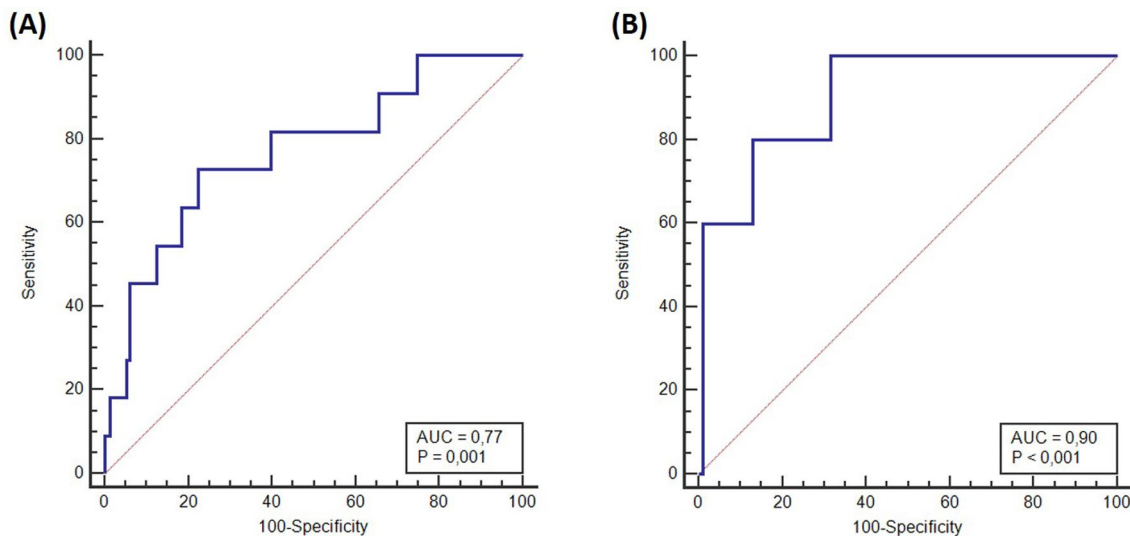 (A)
100
80
60
40
20
0
Sensitivity
AUC = 0,77
P = 0,001
0 20 40 60 80 100
100-Specificity
(B)
100
80
60
40
20
0
Sensitivity
AUC = 0,90
P < 0,001
0 20 40 60 80 100
100-Specificity